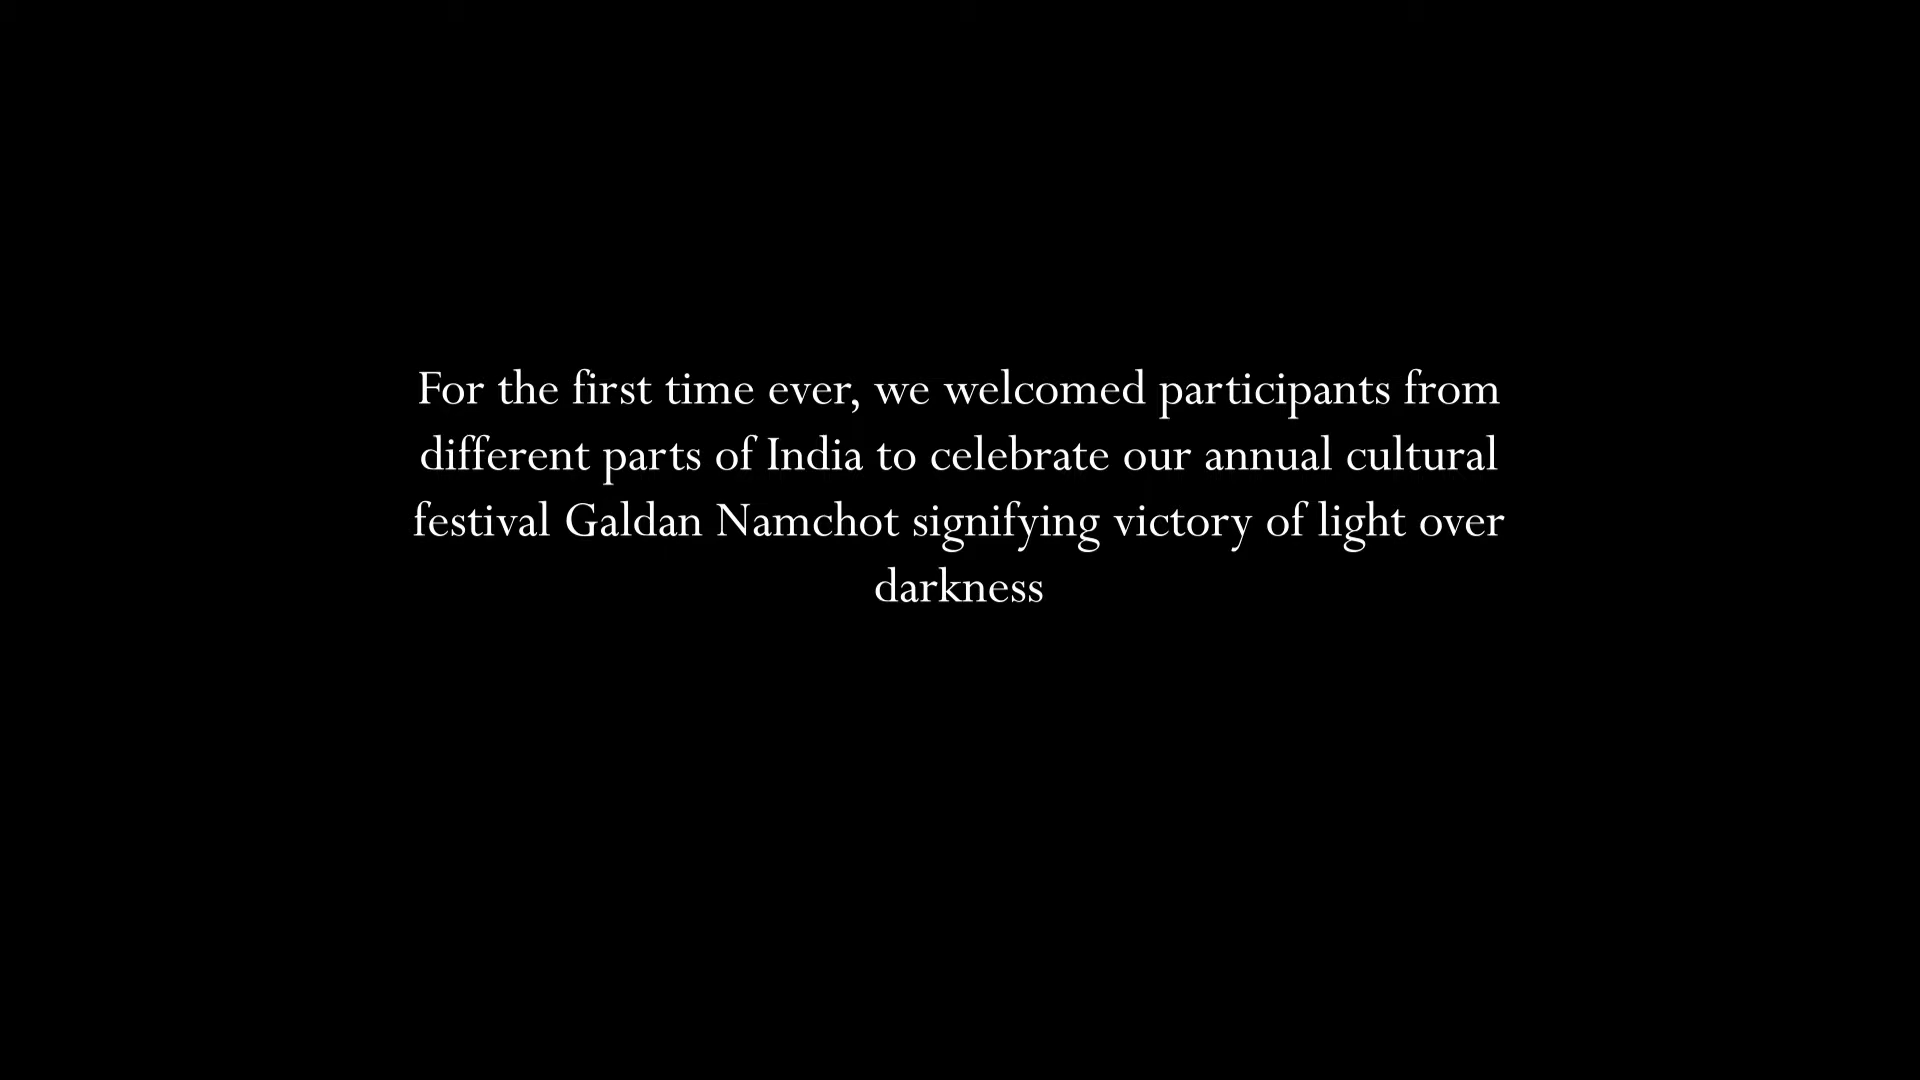 For the first time ever, we welcomed participants from
different parts of India to celebrate our annual cultural
festival Galdan Namchot signifying victory of light over
darkness